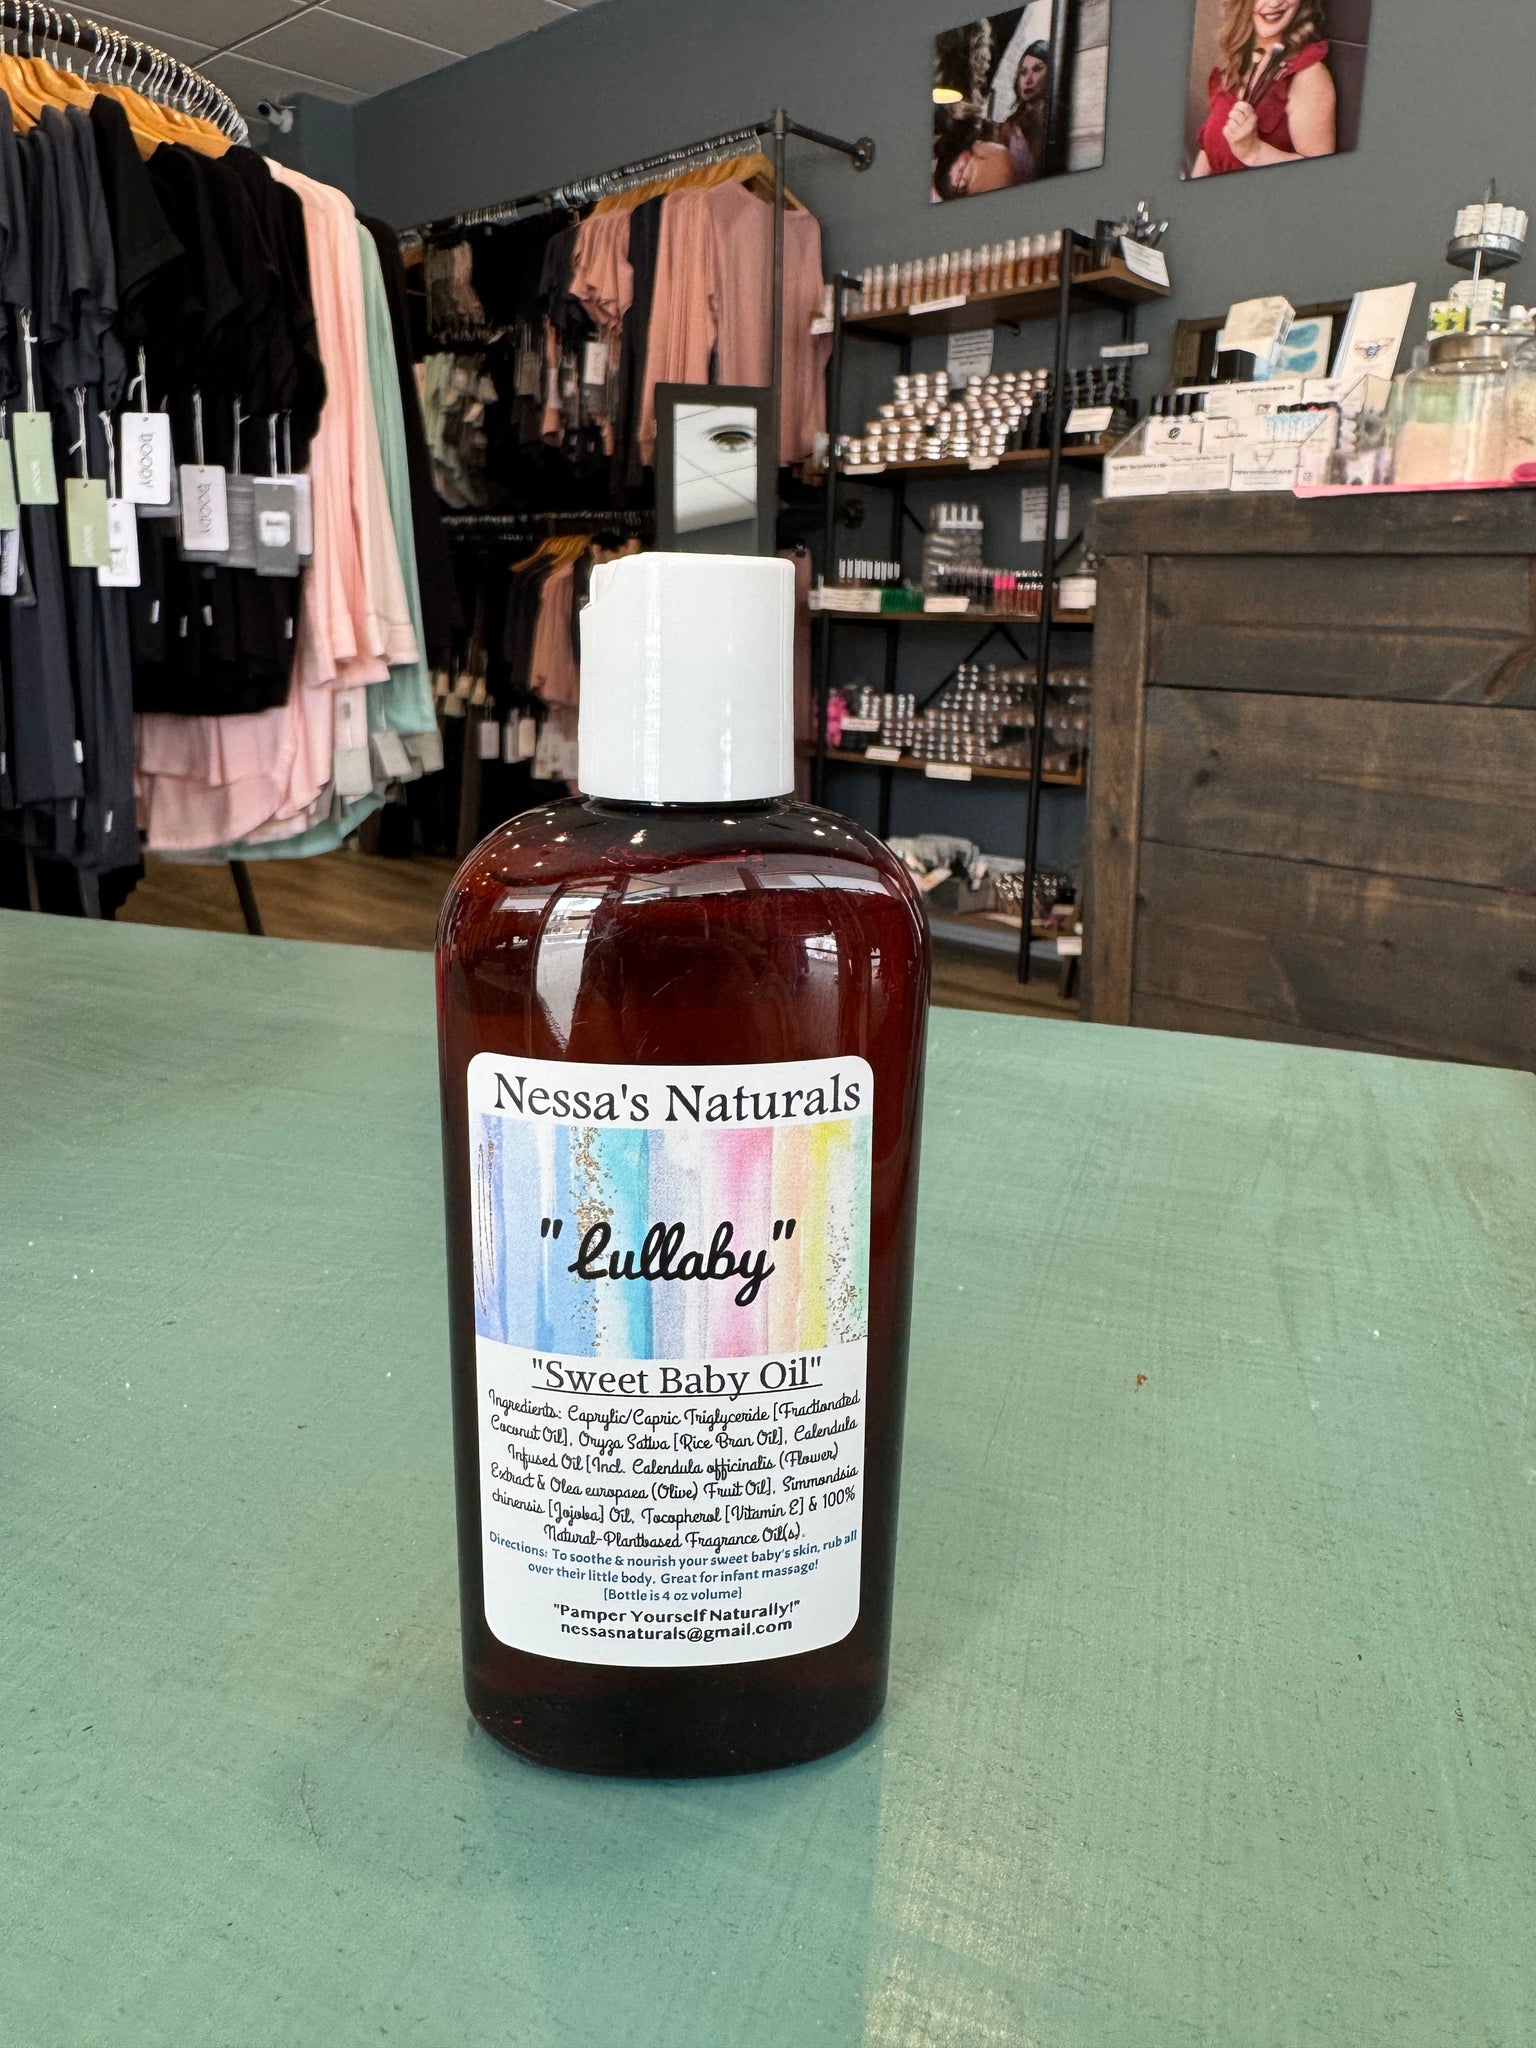 Nessa's Naturals
"Lullaby"
"Sweet Baby Oil"
Ingredients: Caprylic/Capric Triglyceride [Fractionated
Coconut Oil], Oryza Sativa [Rice Bran Oil], Calendula
Infused Oil [Incl. Calendula officinalis (Flower)
Extract & Olea europaea (Olive) Fruit Oil], Simmondsia
chinensis [Jojoba] Oil, Tocopherol [Vitamin E] & 100%
Natural-Plantbased Fragrance Oil(s).
Directions: To soothe & nourish your sweet baby's skin, rub all
over their little body. Great for infant massage!
[Bottle is 4 oz volume]
"Pamper Yourself Naturally!"
nessasnaturals@gmail.com
boody
boody